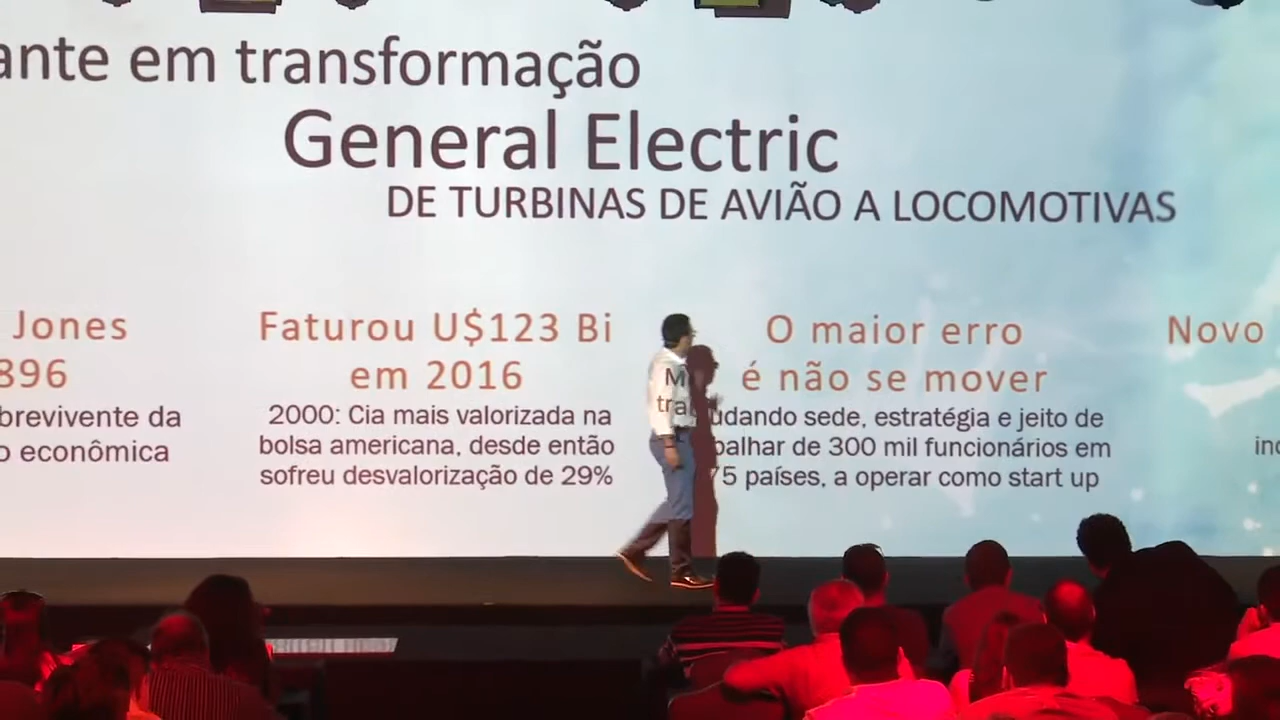 ante em transformação
General Electric
DE TURBINAS DE AVIÃO A LOCOMOTIVAS
Jones
896
brevivente da
o econômica
Faturou U$123 Bi
em 2016
2000: Cia mais valorizada na
bolsa americana, desde então
sofreu desvalorização de 29%
O maior erro
é não se mover
Mudando sede, estratégia e jeito de
trabalhar de 300 mil funcionários em
75 países, a operar como start up
Novo